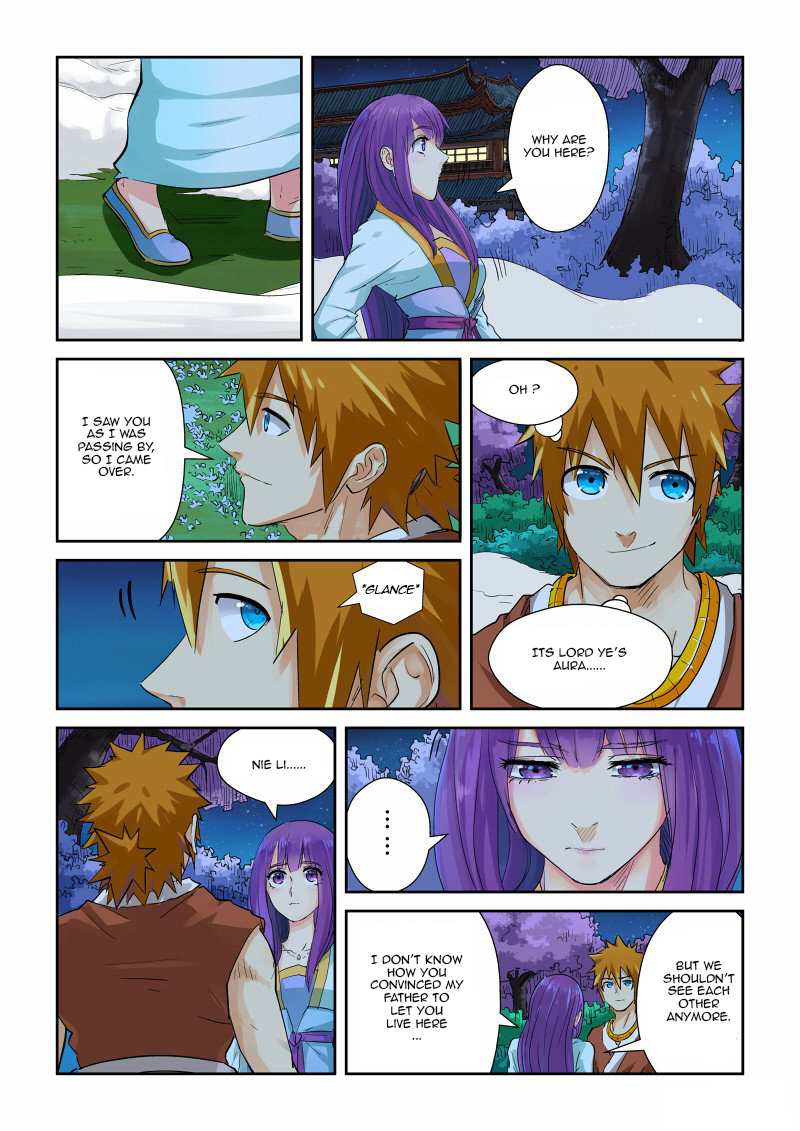 WHY ARE
YOU HERE?
I SAW YOU
AS I WAS
PASSING BY,
SO I CAME
OVER.
OH ?
ITS LORD YE'S
AURA......
*GLANCE*
NIE LI......
......
I DON'T KNOW
HOW YOU
CONVINCED MY
FATHER TO
LET YOU
LIVE HERE
...
BUT WE
SHOULDN'T
SEE EACH
OTHER
ANYMORE.